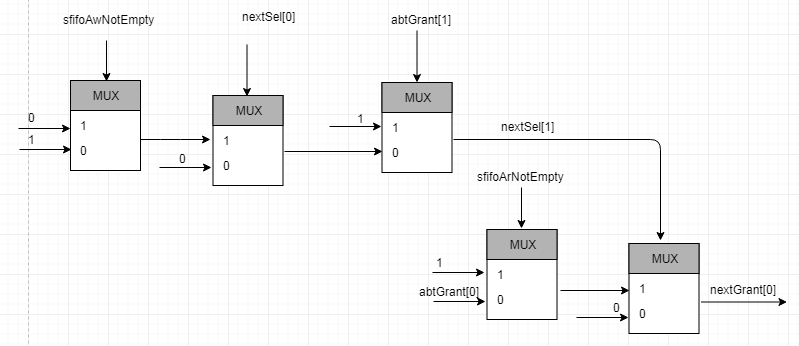 sfifoAwNotEmpty
nextSel[0]
abtGrant[1]
MUX
0
1
1
0
MUX
1
0
0
MUX
1
1
0
nextSel[1]
sfifoArNotEmpty
MUX
1
1
abtGrant[0]
0
MUX
1
0
0
nextGrant[0]